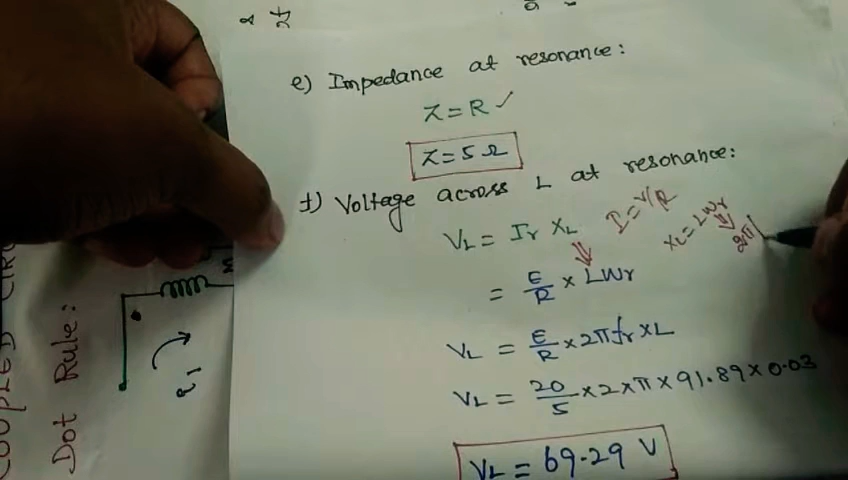 e) Impedance at resonance:
Z = R ✓
Z = 5 Ω
f) Voltage across L at resonance:
VL = Ir XL
I = V/R
XL = LWr
2π
= E/R × LWr
VL = E/R × 2πfr × L
VL = 20/5 × 2 × π × 91.89 × 0.03
VL = 69.29 V
Dot Rule: